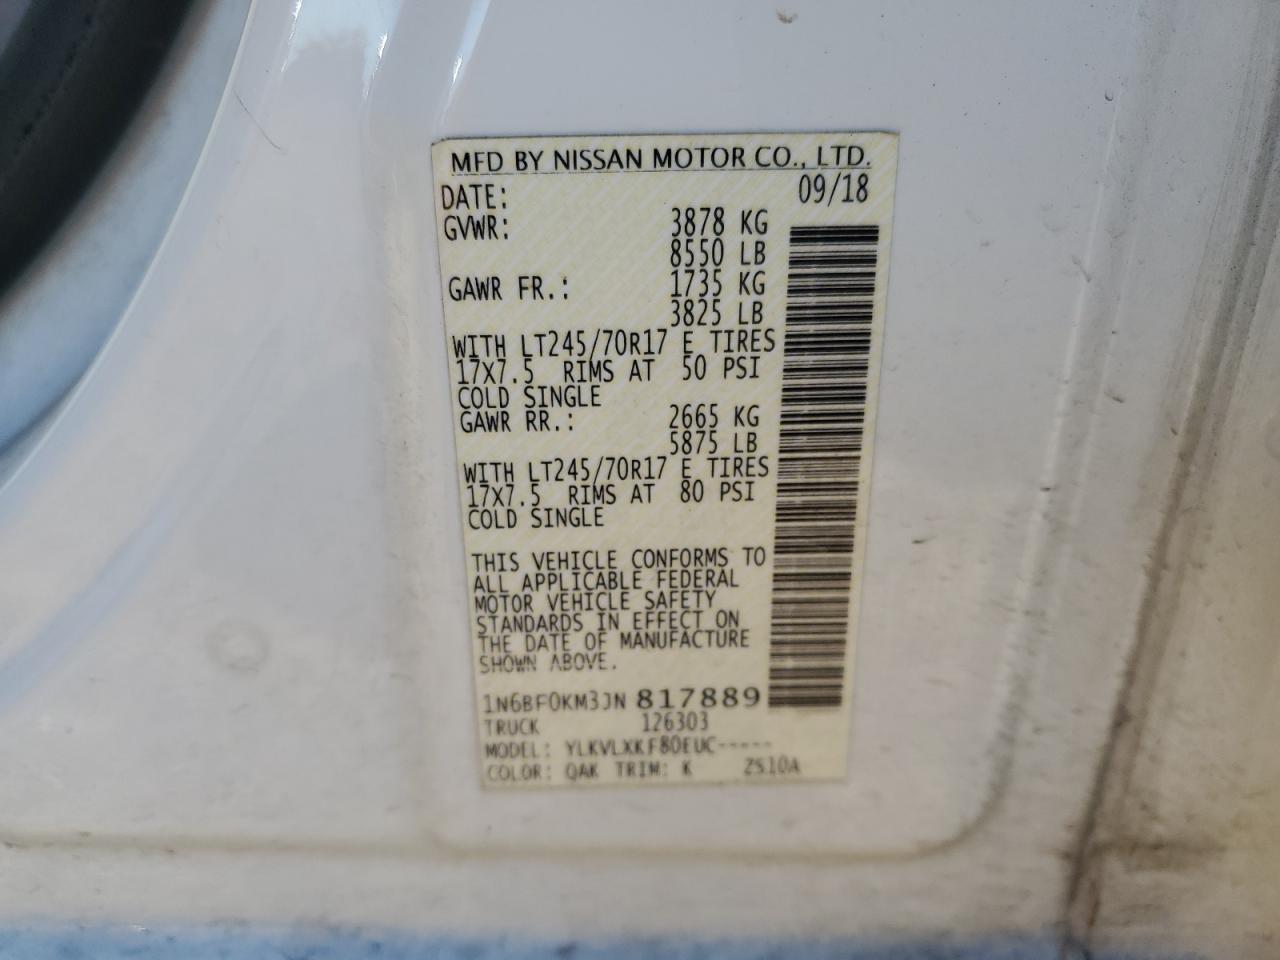 MFD BY NISSAN MOTOR CO., LTD.
DATE: 09/18
GVWR: 3878 KG
8550 LB
GAWR FR.: 1735 KG
3825 LB
WITH LT245/70R17 E TIRES
17X7.5 RIMS AT 50 PSI
COLD SINGLE
GAWR RR.: 2665 KG
5875 LB
WITH LT245/70R17 E TIRES
17X7.5 RIMS AT 80 PSI
COLD SINGLE
THIS VEHICLE CONFORMS TO
ALL APPLICABLE FEDERAL
MOTOR VEHICLE SAFETY
STANDARDS IN EFFECT ON
THE DATE OF MANUFACTURE
SHOWN ABOVE.
1N6BF0KM3JN 817889
TRUCK 126303
MODEL: YLKVLXKF80EUC-----
COLOR: QAK TRIM: K 2S10A